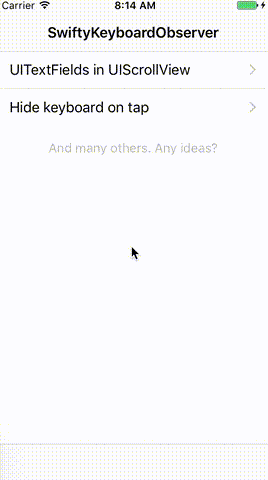 Carrier 8:14 AM
SwiftyKeyboardObserver
UITextFields in UIScrollView
Hide keyboard on tap
And many others. Any ideas?